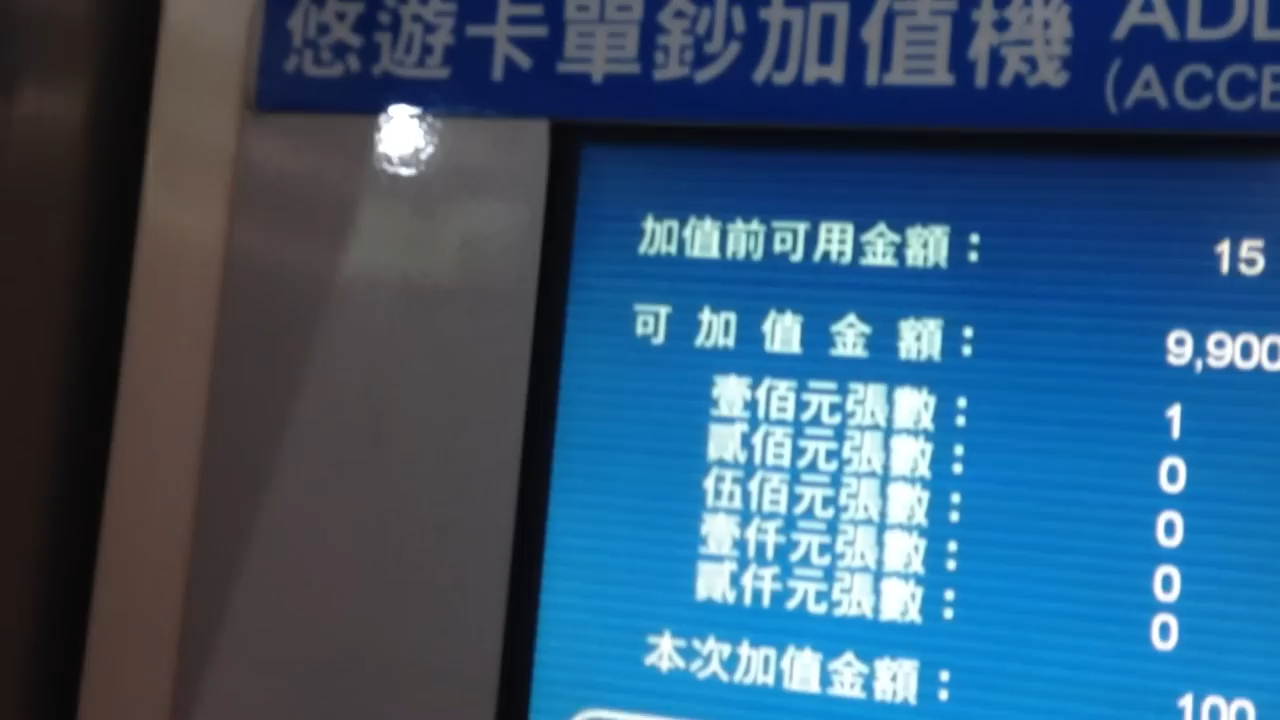 悠遊卡單鈔加值機
(ACCE
加值前可用金額： 15
可加值金額： 9,900
壹佰元張數： 1
貳佰元張數： 0
伍佰元張數： 0
壹仟元張數： 0
貳仟元張數： 0
本次加值金額： 100